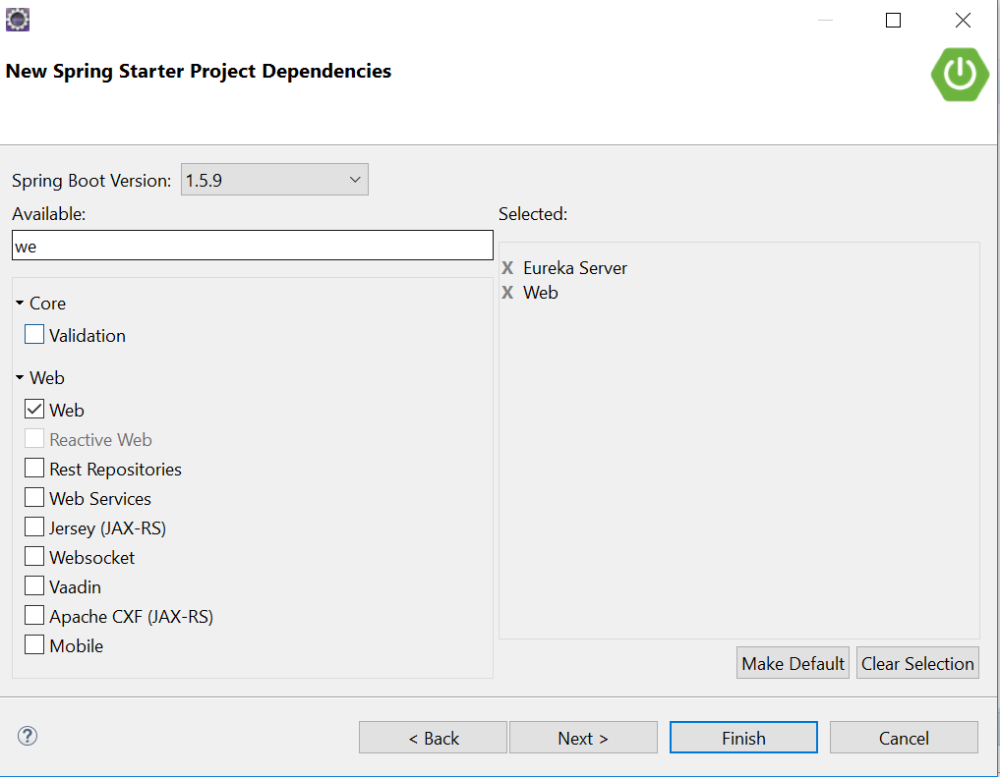 New Spring Starter Project Dependencies
Spring Boot Version: 1.5.9
Available:
we
Core
Validation
Web
Web
Reactive Web
Rest Repositories
Web Services
Jersey (JAX-RS)
Websocket
Vaadin
Apache CXF (JAX-RS)
Mobile
Selected:
X Eureka Server
X Web
Make Default Clear Selection
? < Back Next > Finish Cancel